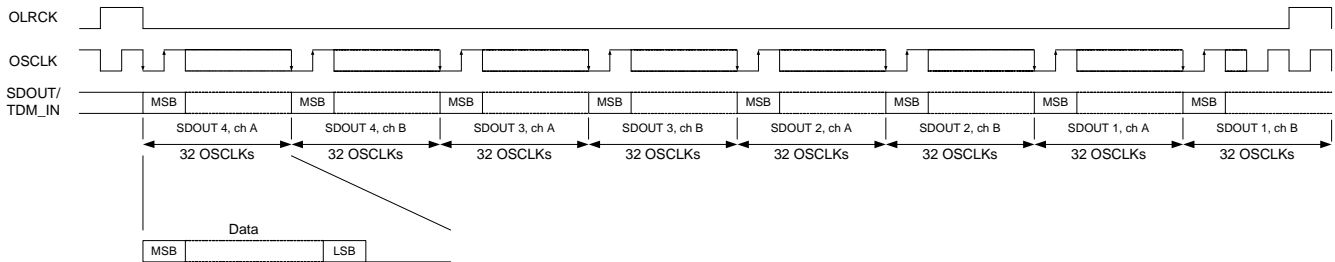 OLRCK
OSCLK
SDOUT/
TDM_IN
MSB MSB MSB MSB MSB MSB MSB MSB
SDOUT 4, ch A SDOUT 4, ch B SDOUT 3, ch A SDOUT 3, ch B SDOUT 2, ch A SDOUT 2, ch B SDOUT 1, ch A SDOUT 1, ch B
32 OSCLKs 32 OSCLKs 32 OSCLKs 32 OSCLKs 32 OSCLKs 32 OSCLKs 32 OSCLKs 32 OSCLKs
Data
MSB LSB